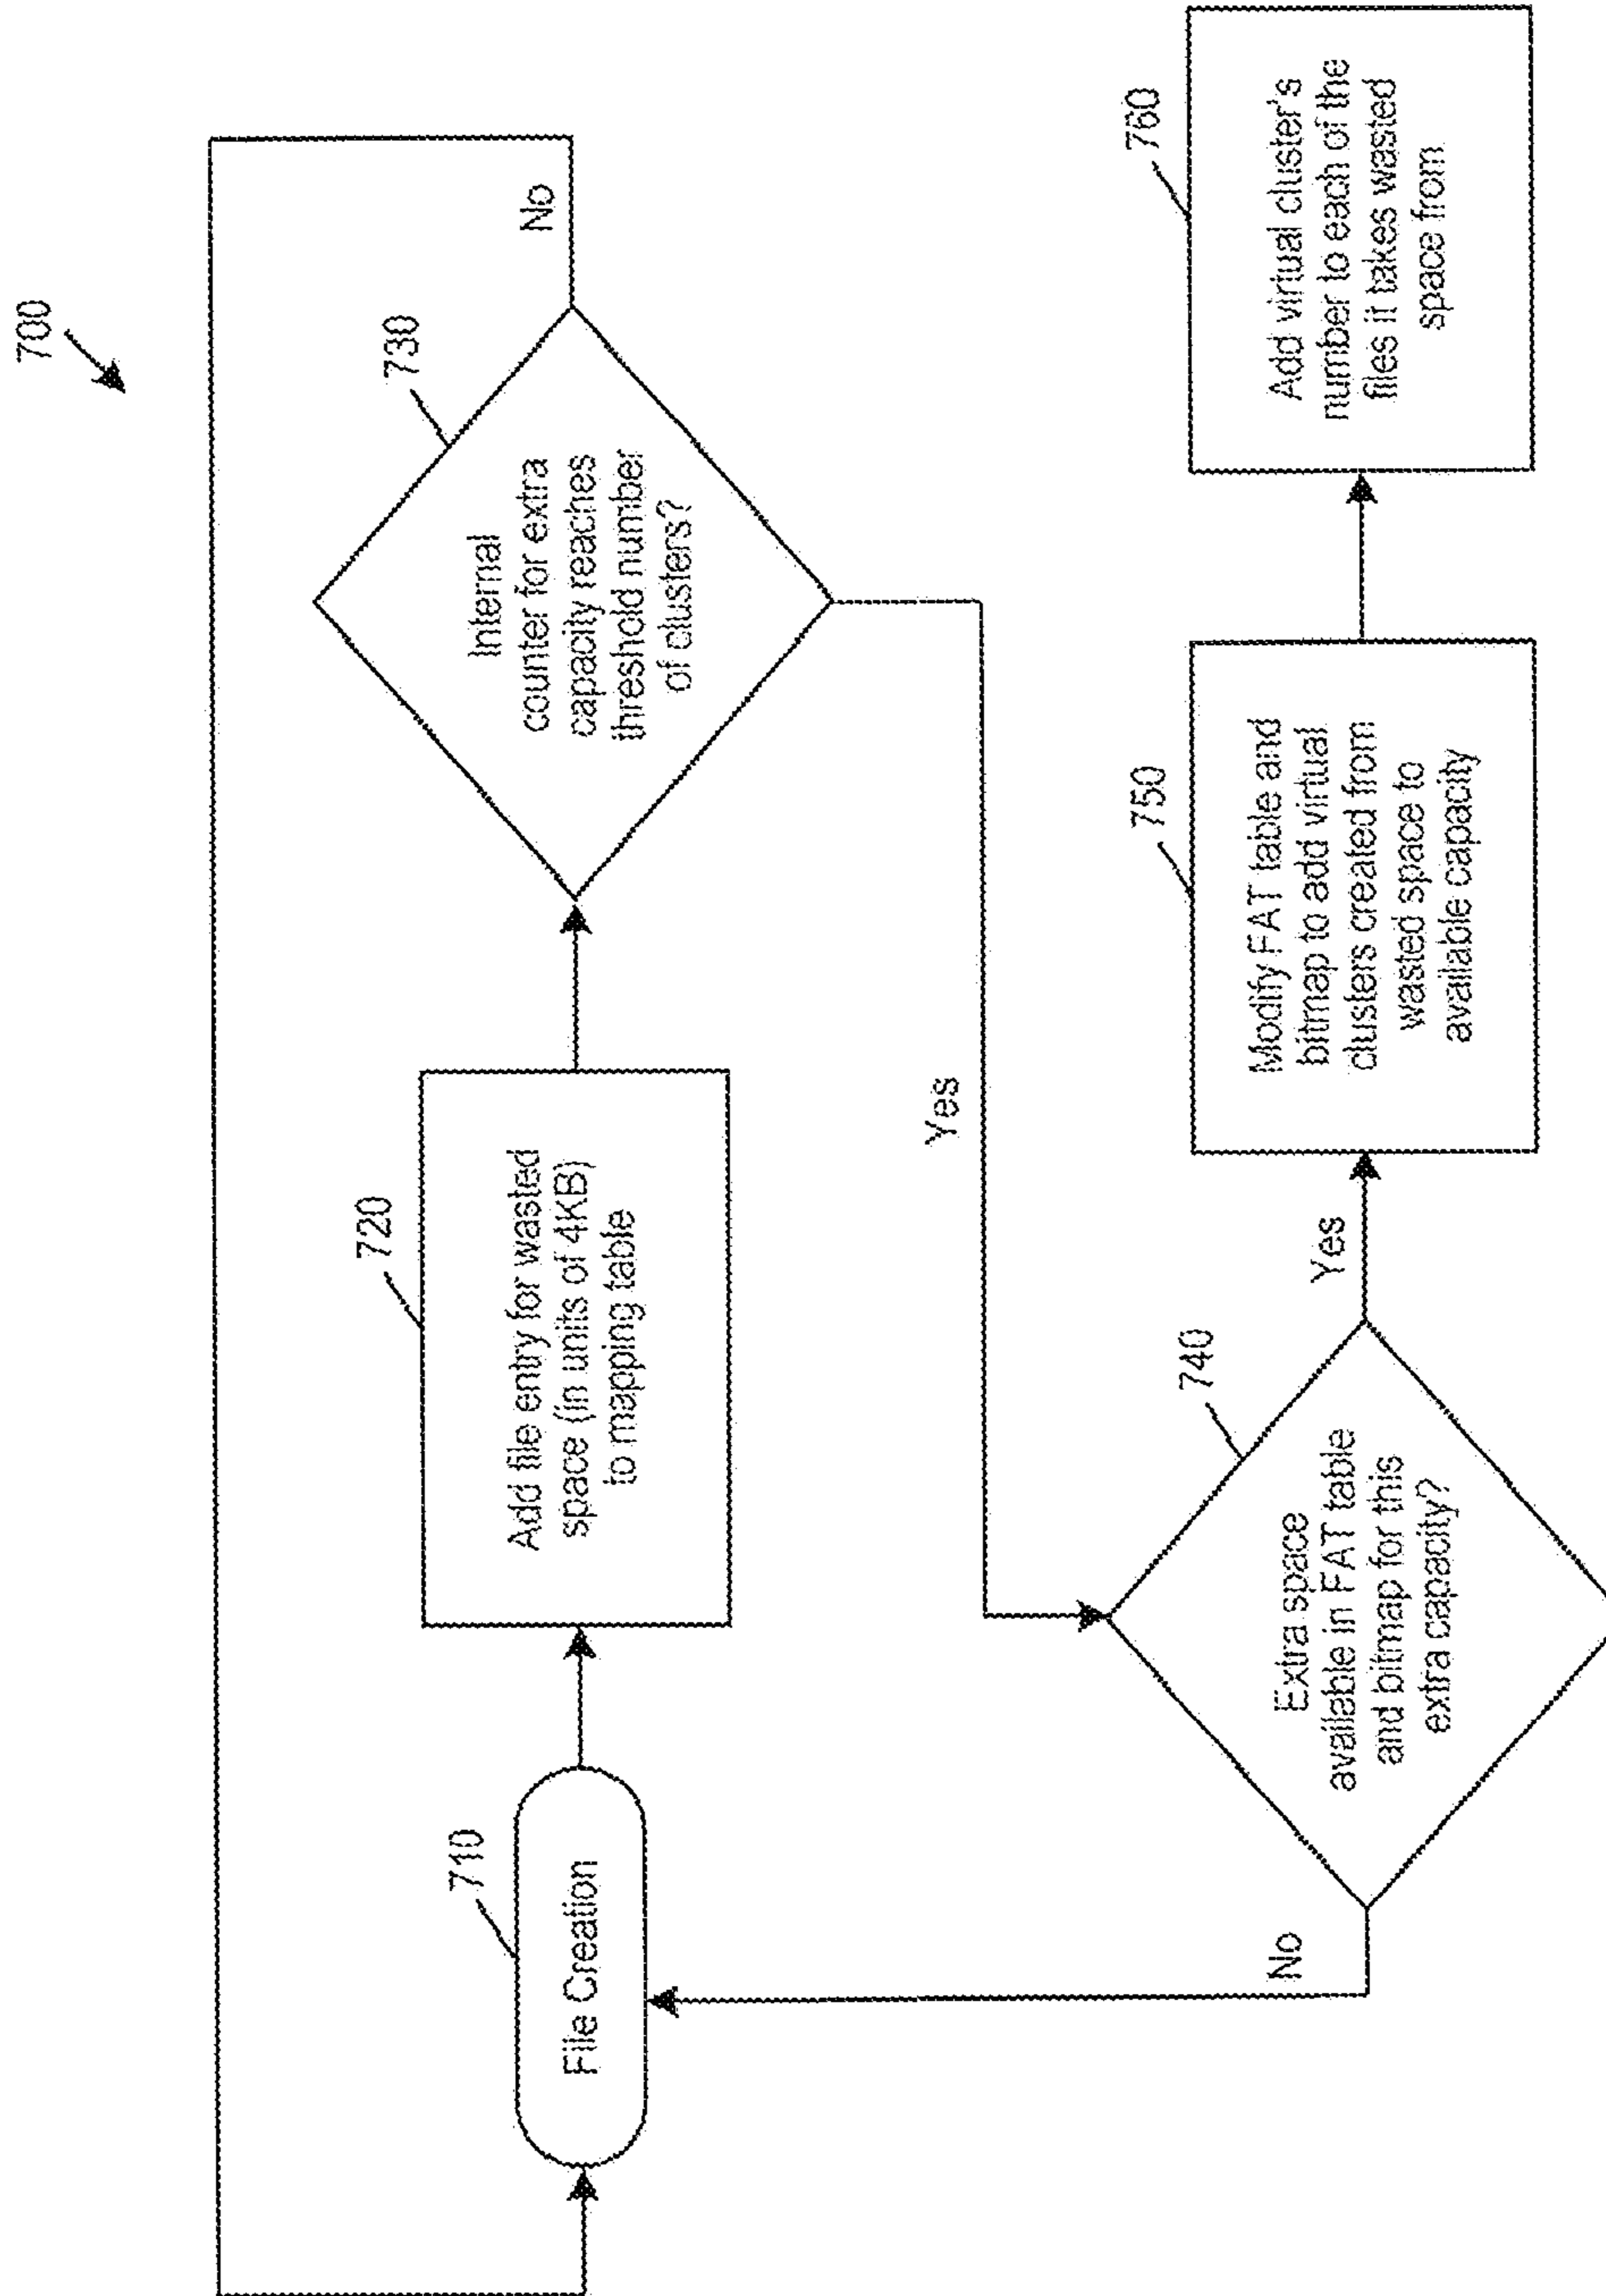 700
710
File Creation
720
Add file entry for wasted
space (in units of 4KB)
to mapping table
730
Internal
counter for extra
capacity reaches
threshold number
of clusters?
No
Yes
740
Extra space
available in FAT table
and bitmap for this
extra capacity?
No
Yes
750
Modify FAT table and
bitmap to add virtual
clusters created from
wasted space to
available capacity
760
Add virtual cluster's
number to each of the
files it takes wasted
space from